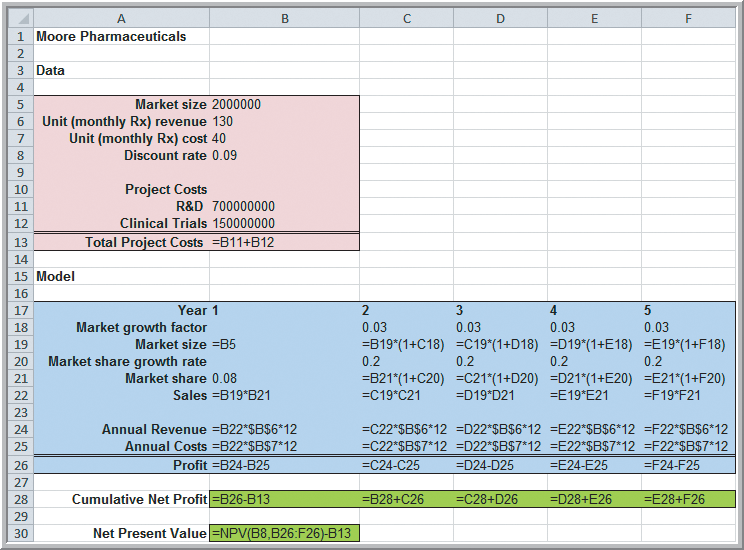 A B C D E F
1 Moore Pharmaceuticals
2
3 Data
4
5 Market size 2000000
6 Unit (monthly Rx) revenue 130
7 Unit (monthly Rx) cost 40
8 Discount rate 0.09
9
10 Project Costs
11 R&D 700000000
12 Clinical Trials 150000000
13 Total Project Costs =B11+B12
14
15 Model
16
17 Year 1 2 3 4 5
18 Market growth factor 0.03 0.03 0.03 0.03
19 Market size =B5 =B19*(1+C18) =C19*(1+D18) =D19*(1+E18) =E19*(1+F18)
20 Market share growth rate 0.2 0.2 0.2 0.2
21 Market share 0.08 =B21*(1+C20) =C21*(1+D20) =D21*(1+E20) =E21*(1+F20)
22 Sales =B19*B21 =C19*C21 =D19*D21 =E19*E21 =F19*F21
23
24 Annual Revenue =B22*$B$6*12 =C22*$B$6*12 =D22*$B$6*12 =E22*$B$6*12 =F22*$B$6*12
25 Annual Costs =B22*$B$7*12 =C22*$B$7*12 =D22*$B$7*12 =E22*$B$7*12 =F22*$B$7*12
26 Profit =B24-B25 =C24-C25 =D24-D25 =E24-E25 =F24-F25
27
28 Cumulative Net Profit =B26-B13 =B28+C26 =C28+D26 =D28+E26 =E28+F26
29
30 Net Present Value =NPV(B8,B26:F26)-B13